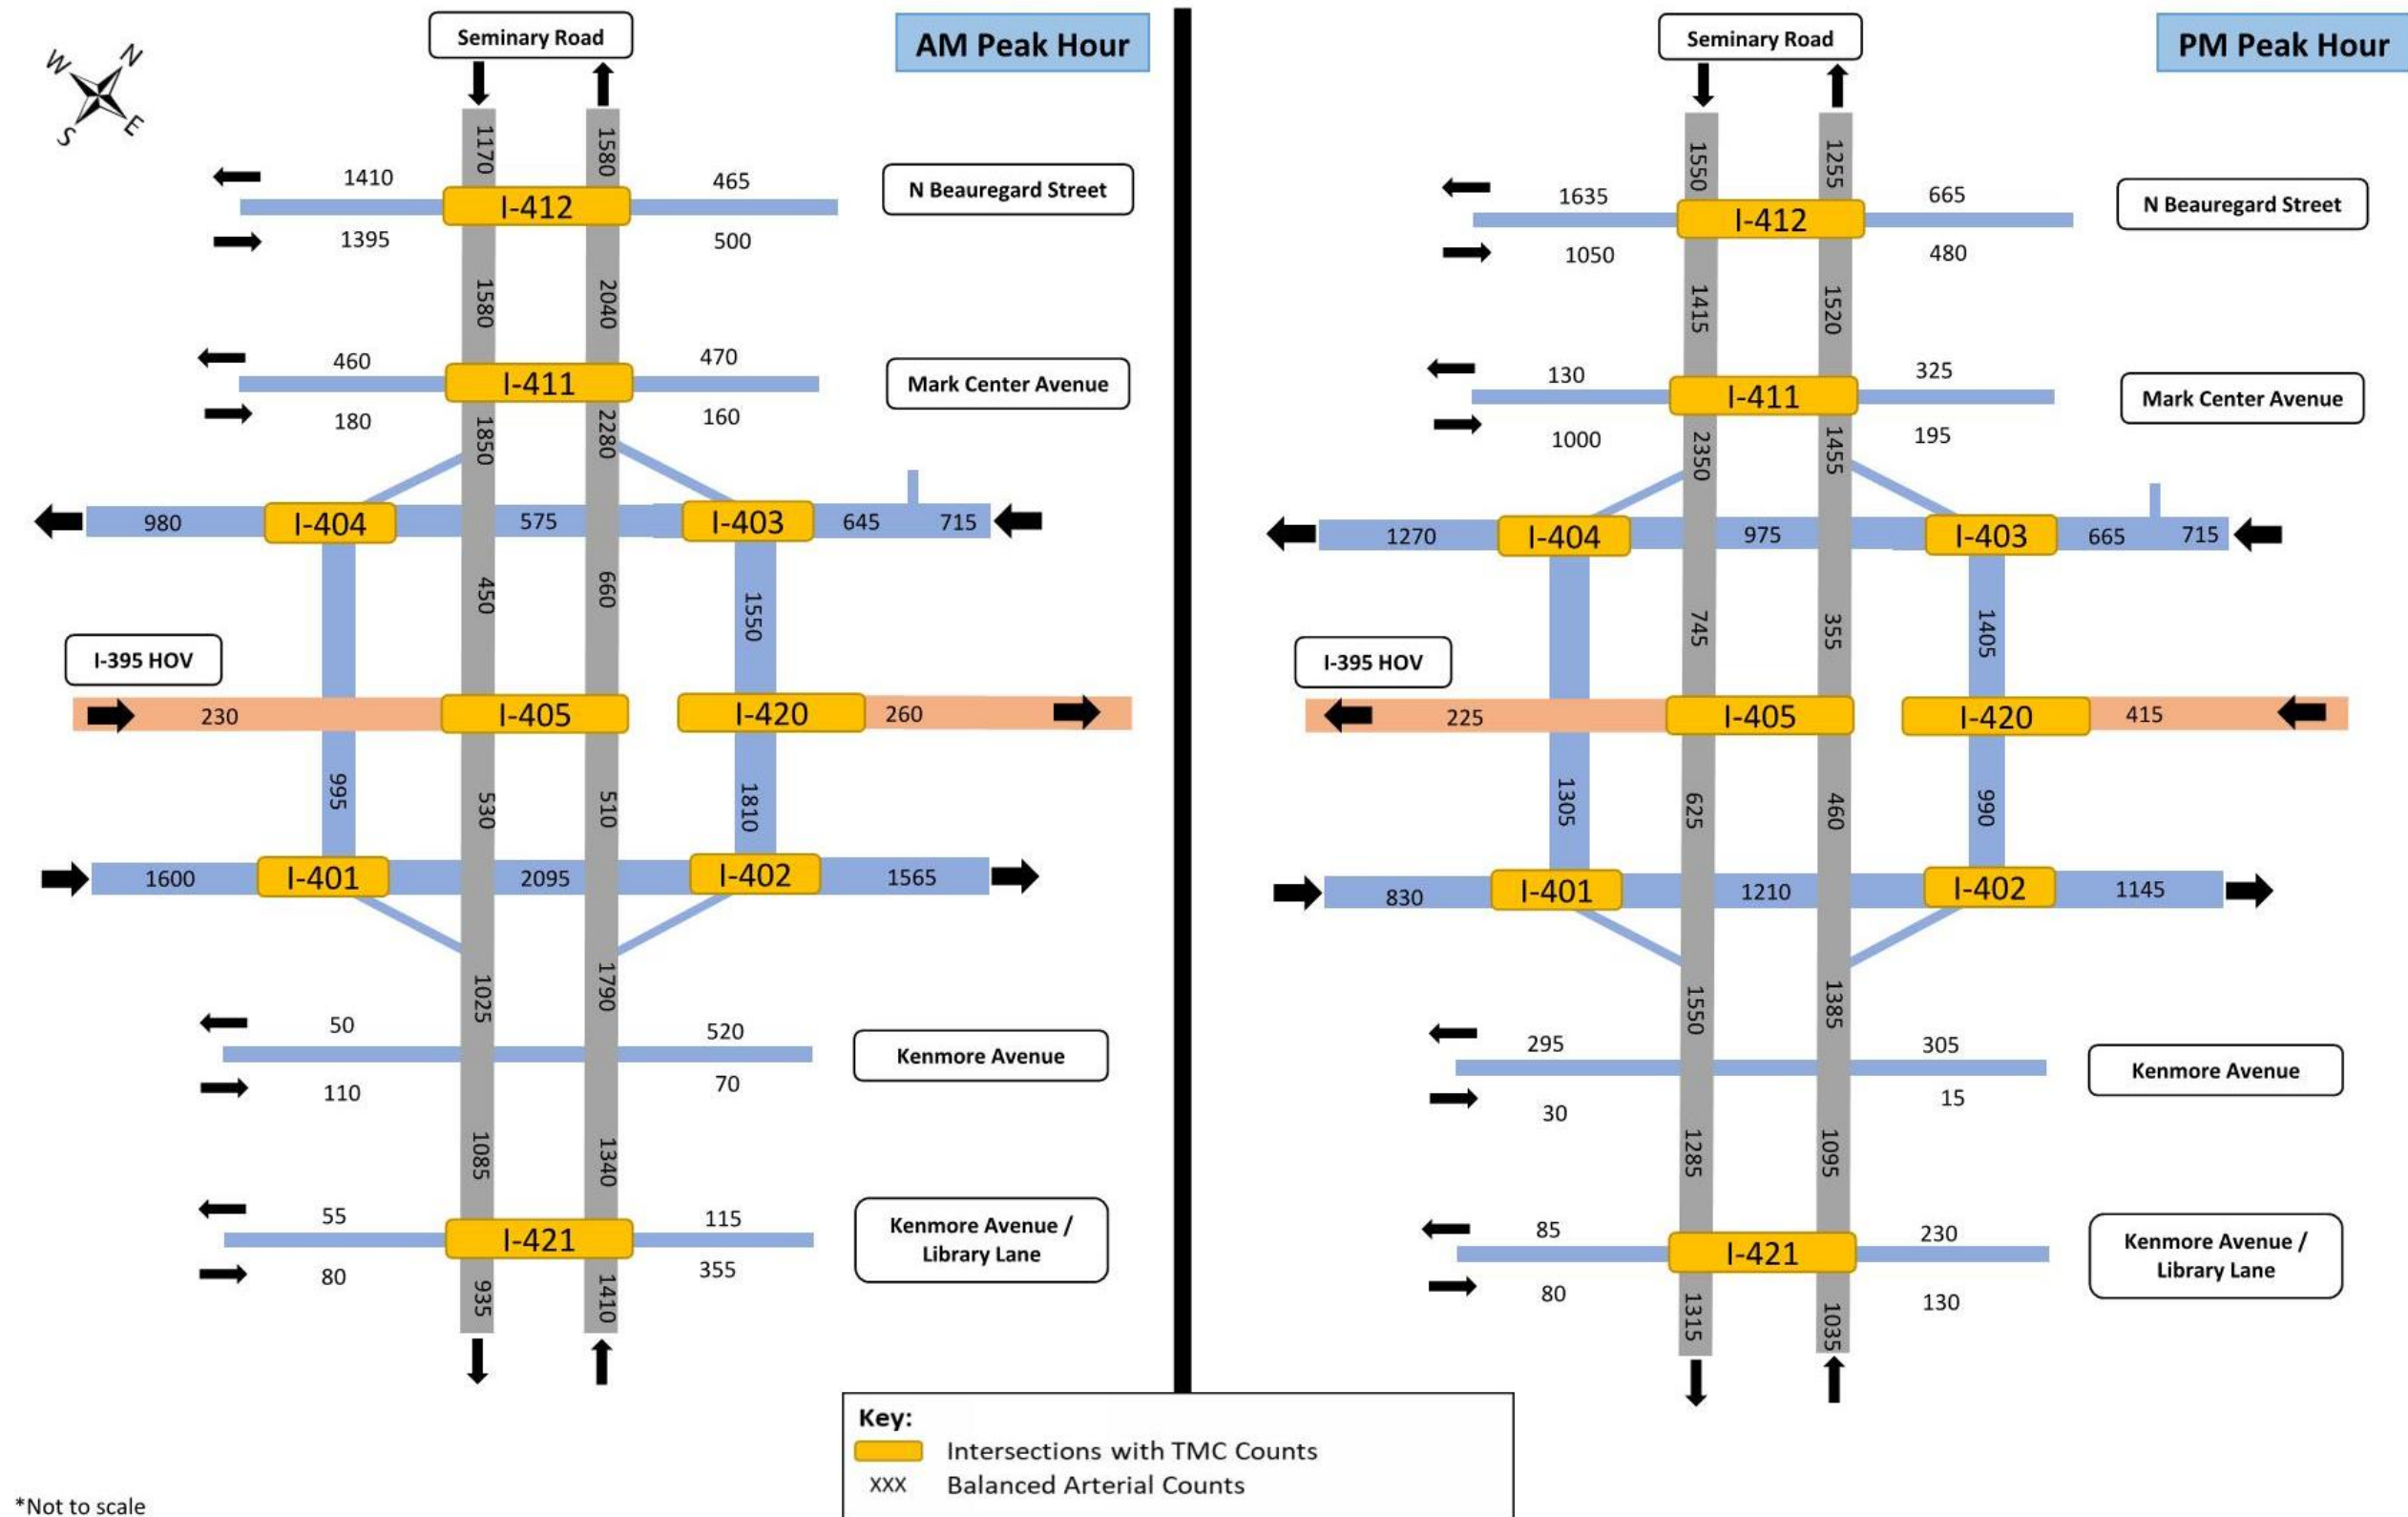 Seminary Road
AM Peak Hour
W
N
S
E
1170
1580
1410
465
N Beauregard Street
I-412
1395
500
1580
2040
460
470
Mark Center Avenue
I-411
180
160
1850
2280
980
I-404
575
I-403
645
715
450
660
1550
I-395 HOV
230
I-405
I-420
260
995
530
510
1810
1600
I-401
2095
I-402
1565
1025
1790
50
520
Kenmore Avenue
110
70
1085
1340
55
115
Kenmore Avenue /
Library Lane
I-421
80
355
935
1410
Seminary Road
PM Peak Hour
1550
1255
1635
665
N Beauregard Street
I-412
1050
480
1415
1520
130
325
Mark Center Avenue
I-411
1000
195
2350
1455
1270
I-404
975
I-403
665
715
745
355
1405
I-395 HOV
225
I-405
I-420
415
1305
625
460
990
830
I-401
1210
I-402
1145
1550
1385
295
305
Kenmore Avenue
30
15
1285
1095
85
230
Kenmore Avenue /
Library Lane
I-421
80
130
1315
1035
Key:
Intersections with TMC Counts
XXX Balanced Arterial Counts
*Not to scale